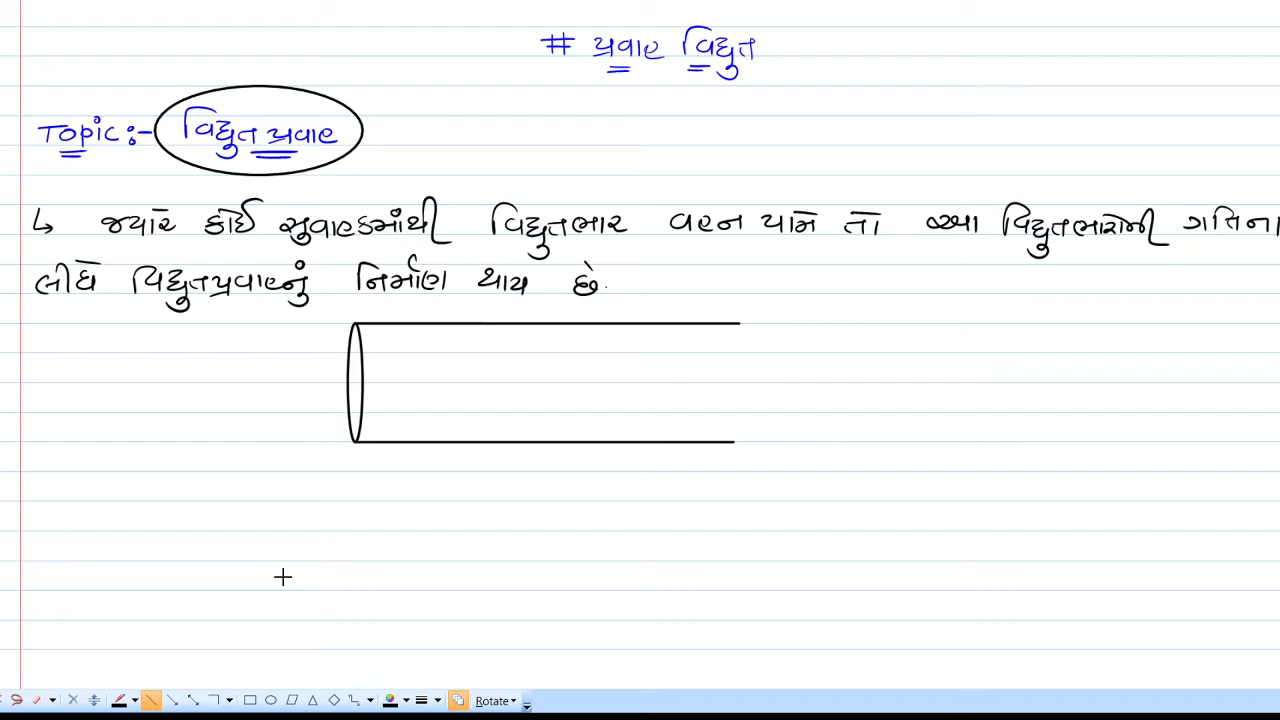 # પ્રવાહ વિદ્યુત
Topic:- વિદ્યુત પ્રવાહ
↳ જ્યારે કોઈ સુવાહકમાંથી વિદ્યુતભાર વહન પામે તો આ વિદ્યુતભારોની ગતિના
લીધે વિદ્યુતપ્રવાહનું નિર્માણ થાય છે.
Rotate